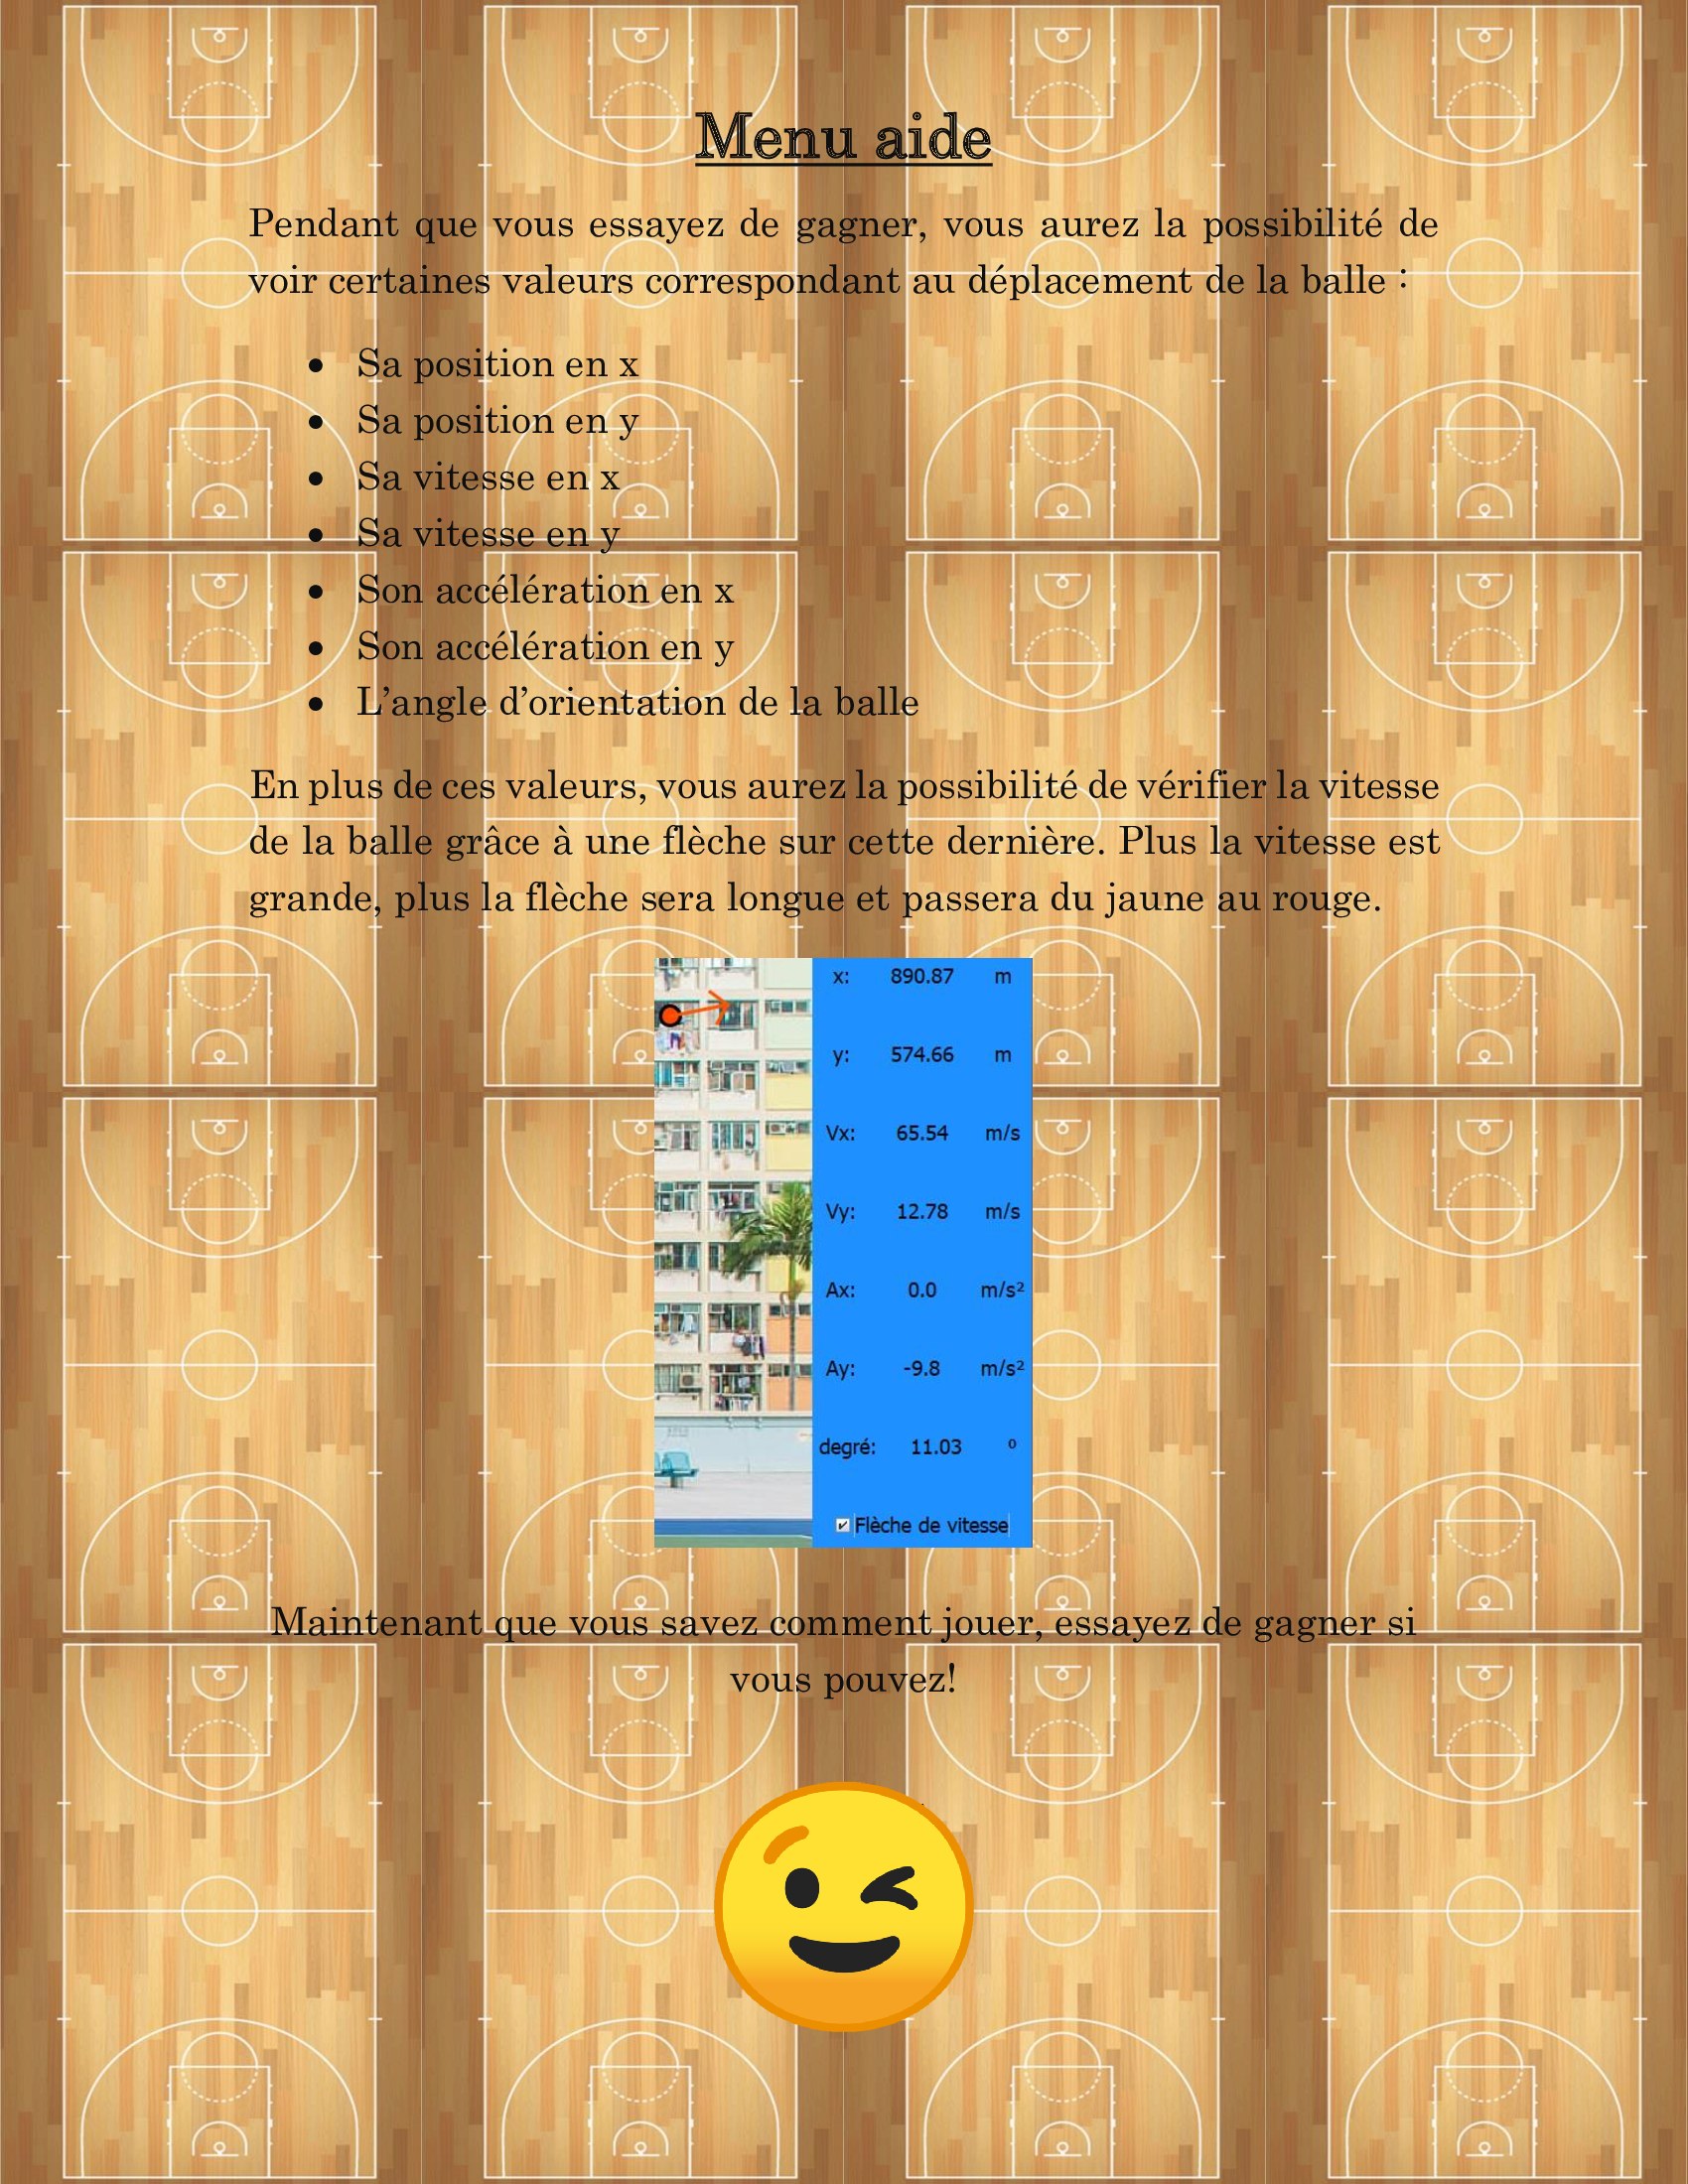 Menu aide
Pendant que vous essayez de gagner, vous aurez la possibilité de
voir certaines valeurs correspondant au déplacement de la balle :
• Sa position en x
• Sa position en y
• Sa vitesse en x
• Sa vitesse en y
• Son accélération en x
• Son accélération en y
• L’angle d’orientation de la balle
En plus de ces valeurs, vous aurez la possibilité de vérifier la vitesse
de la balle grâce à une flèche sur cette dernière. Plus la vitesse est
grande, plus la flèche sera longue et passera du jaune au rouge.
x: 890.87 m
y: 574.66 m
Vx: 65.54 m/s
Vy: 12.78 m/s
Ax: 0.0 m/s²
Ay: -9.8 m/s²
degré: 11.03 º
Flèche de vitesse
Maintenant que vous savez comment jouer, essayez de gagner si
vous pouvez!